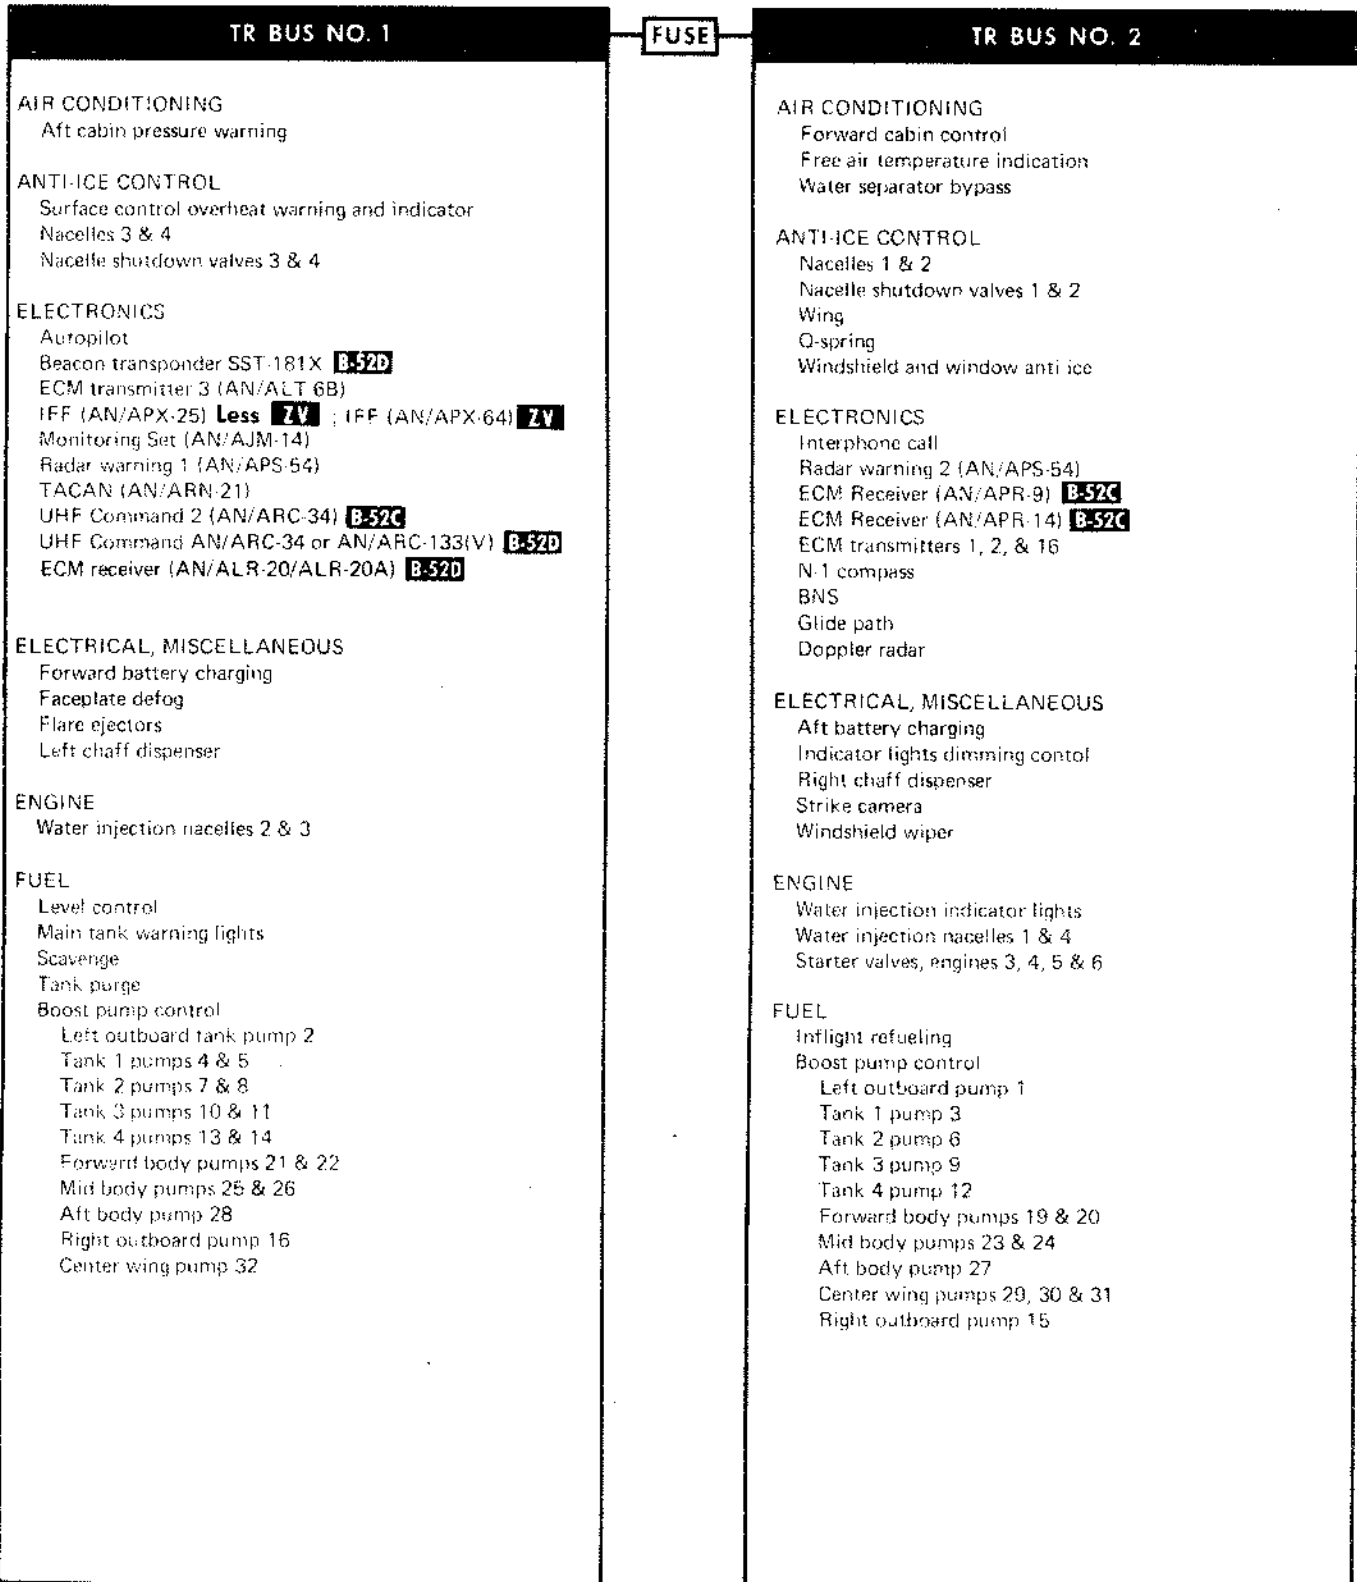 TR BUS NO. 1
AIR CONDITIONING
Aft cabin pressure warning
ANTI-ICE CONTROL
Surface control overheat warning and indicator
Nacelles 3 & 4
Nacelle shutdown valves 3 & 4
ELECTRONICS
Autopilot
Beacon transponder SST-181X B-52D
ECM transmitter 3 (AN/ALT 6B)
IFF (AN/APX-25) Less ZV ; IFF (AN/APX-64) ZV
Monitoring Set (AN/AJM-14)
Radar warning 1 (AN/APS-54)
TACAN (AN/ARN-21)
UHF Command 2 (AN/ARC-34) B-52C
UHF Command AN/ARC-34 or AN/ARC-133(V) B-52D
ECM receiver (AN/ALR-20/ALR-20A) B-52D
ELECTRICAL, MISCELLANEOUS
Forward battery charging
Faceplate defog
Flare ejectors
Left chaff dispenser
ENGINE
Water injection nacelles 2 & 3
FUEL
Level control
Main tank warning lights
Scavenge
Tank purge
Boost pump control
Left outboard tank pump 2
Tank 1 pumps 4 & 5
Tank 2 pumps 7 & 8
Tank 3 pumps 10 & 11
Tank 4 pumps 13 & 14
Forward body pumps 21 & 22
Mid body pumps 25 & 26
Aft body pump 28
Right outboard pump 16
Center wing pump 32
FUSE
TR BUS NO. 2
AIR CONDITIONING
Forward cabin control
Free air temperature indication
Water separator bypass
ANTI-ICE CONTROL
Nacelles 1 & 2
Nacelle shutdown valves 1 & 2
Wing
Q-spring
Windshield and window anti ice
ELECTRONICS
Interphone call
Radar warning 2 (AN/APS-54)
ECM Receiver (AN/APR-9) B-52C
ECM Receiver (AN/APR-14) B-52C
ECM transmitters 1, 2, & 16
N-1 compass
BNS
Glide path
Doppler radar
ELECTRICAL, MISCELLANEOUS
Aft battery charging
Indicator lights dimming contol
Right chaff dispenser
Strike camera
Windshield wiper
ENGINE
Water injection indicator lights
Water injection nacelles 1 & 4
Starter valves, engines 3, 4, 5 & 6
FUEL
Inflight refueling
Boost pump control
Left outboard pump 1
Tank 1 pump 3
Tank 2 pump 6
Tank 3 pump 9
Tank 4 pump 12
Forward body pumps 19 & 20
Mid body pumps 23 & 24
Aft body pump 27
Center wing pumps 29, 30 & 31
Right outboard pump 15